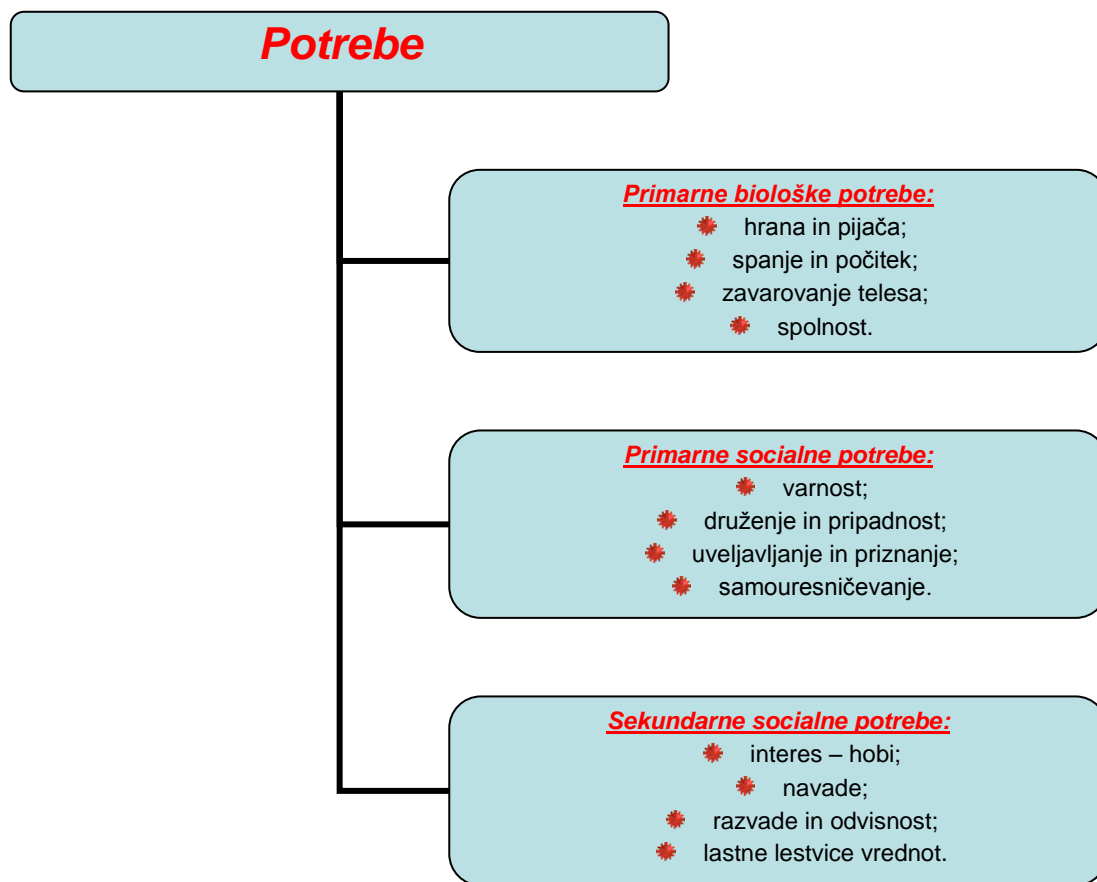 Potrebe
Primarne biološke potrebe:
hrana in pijača;
spanje in počitek;
zavarovanje telesa;
spolnost.
Primarne socialne potrebe:
varnost;
druženje in pripadnost;
uveljavljanje in priznanje;
samouresničevanje.
Sekundarne socialne potrebe:
interes – hobi;
navade;
razvade in odvisnost;
lastne lestvice vrednot.